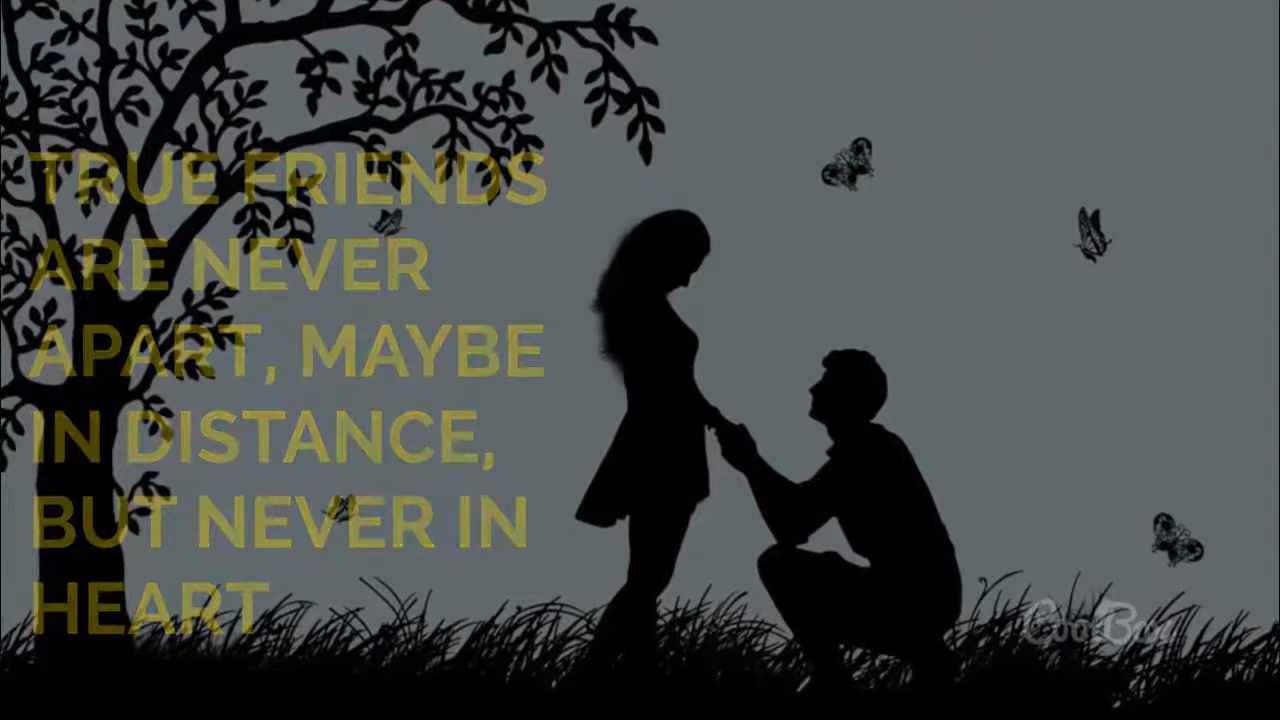 TRUE FRIENDS
ARE NEVER
APART, MAYBE
IN DISTANCE,
BUT NEVER IN
HEART